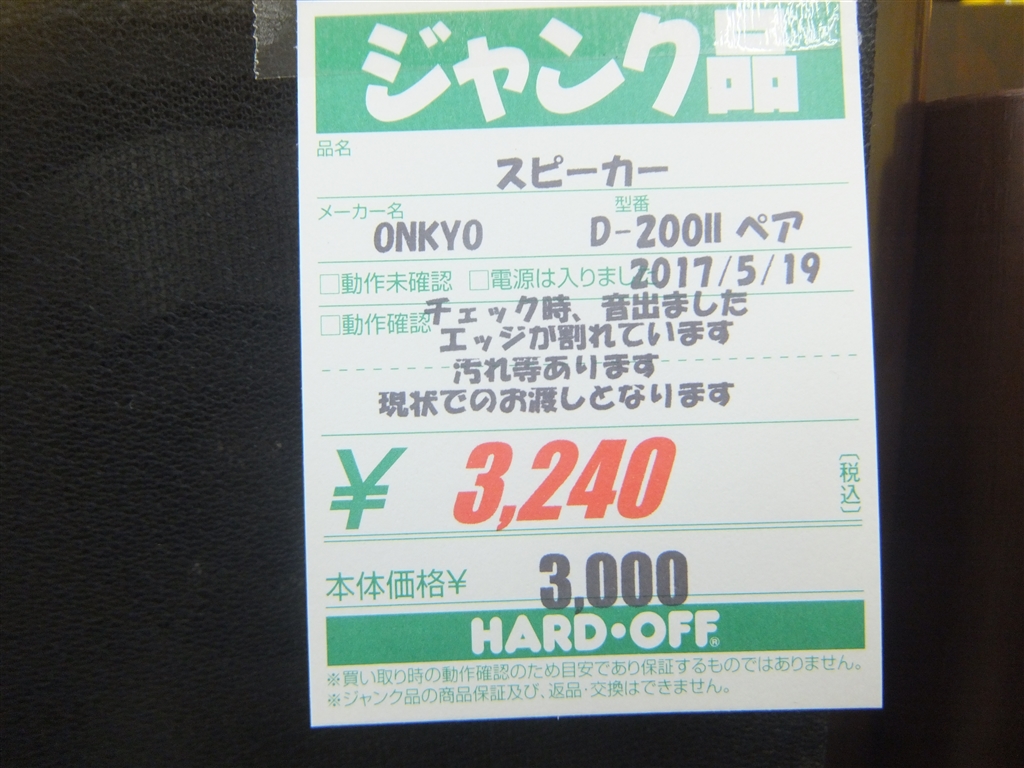 ジャンク品
品名
スピーカー
メーカー名 型番
ONKYO D-200II ペア
□動作未確認 □電源は入りました 2017/5/19
□動作確認 チェック時、音出ました
エッジが割れています
汚れ等あります
現状でのお渡しとなります
¥ 3,240 〔税込〕
本体価格¥ 3,000
HARD・OFF®
※買い取り時の動作確認のため目安であり保証するものではありません。
※ジャンク品の商品保証及び、返品・交換はできません。